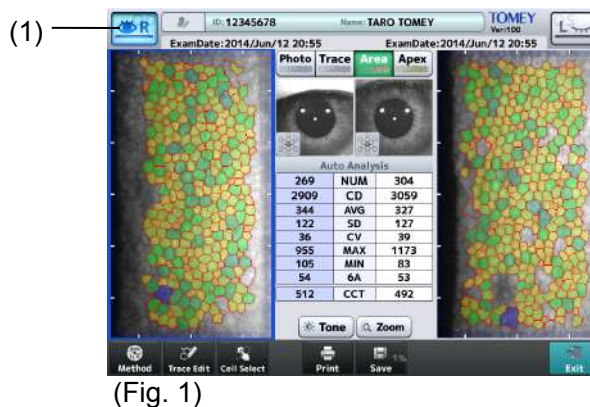 (1)
R ID: 12345678 Name: TARO TOMEY TOMEY L
Ver:100
ExamDate:2014/Jun/12 20:55 ExamDate:2014/Jun/12 20:55
Photo Trace Area Apex
Auto Analysis
269 NUM 304
2909 CD 3059
344 AVG 327
122 SD 127
36 CV 39
955 MAX 1173
105 MIN 83
54 6A 53
512 CCT 492
Tone Zoom
Method Trace Edit Cell Select Print Save 1% Exit
(Fig. 1)